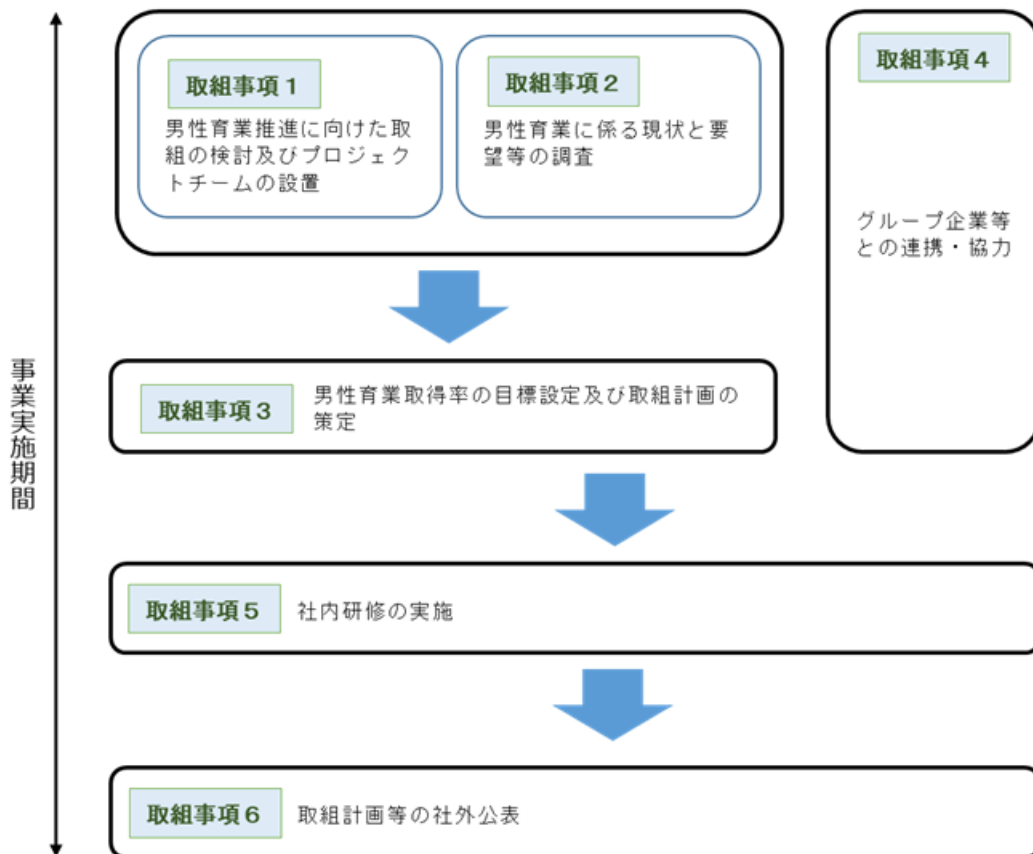 事業実施期間
取組事項1
男性育業推進に向けた取
組の検討及びプロジェク
トチームの設置
取組事項2
男性育業に係る現状と要
望等の調査
取組事項4
グループ企業等
との連携・協力
取組事項3
男性育業取得率の目標設定及び取組計画の
策定
取組事項5
社内研修の実施
取組事項6
取組計画等の社外公表